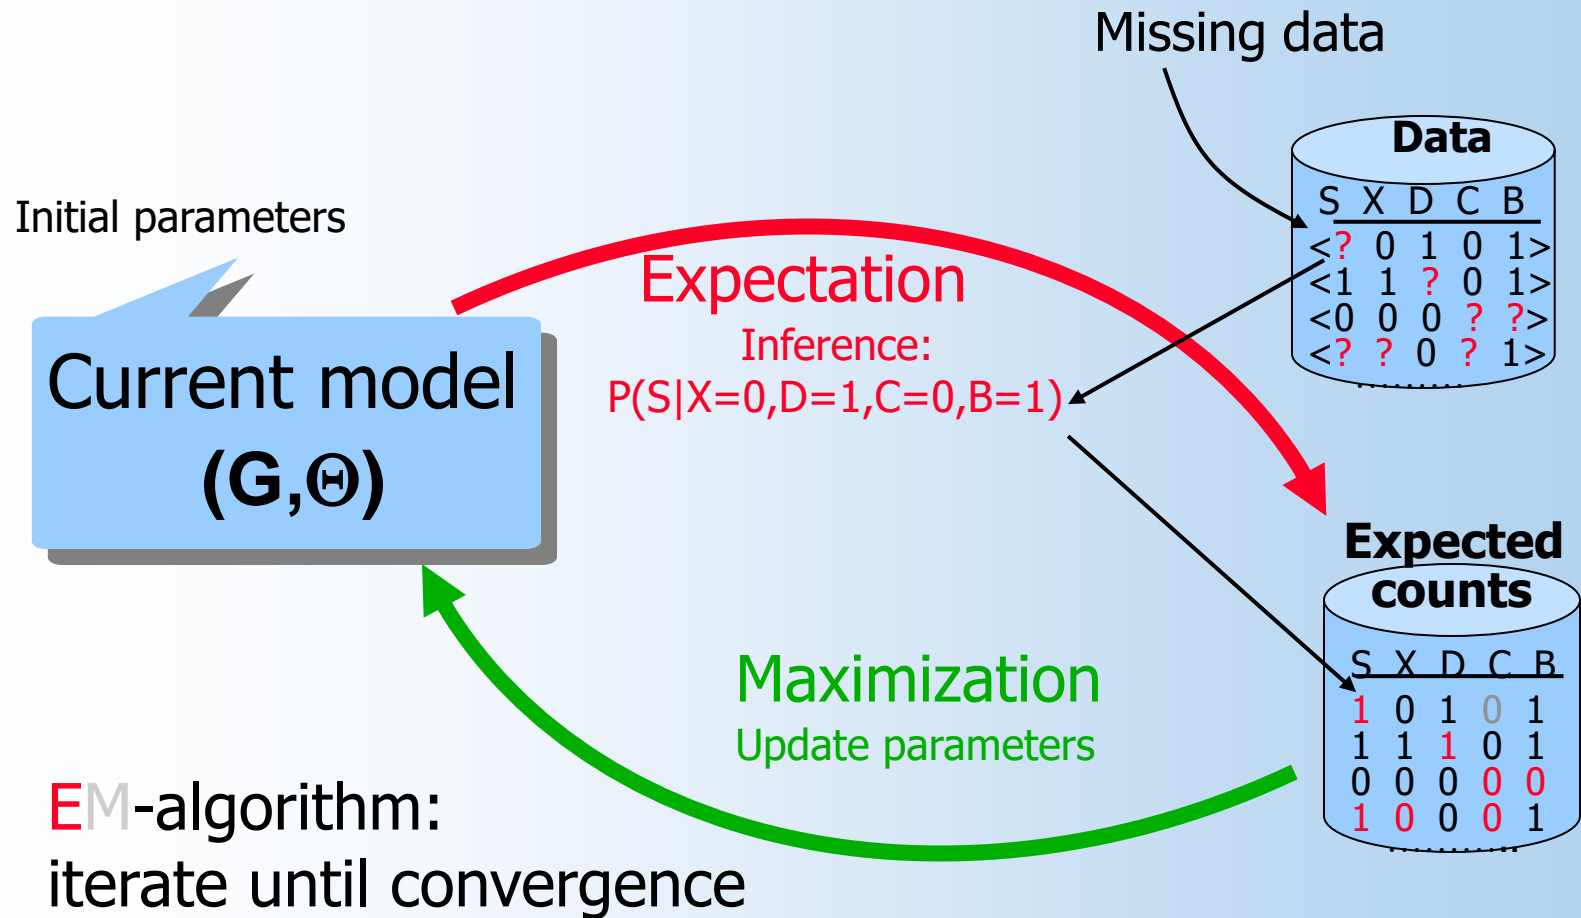 Missing data
Data
S X D C B
<? 0 1 0 1>
<1 1 ? 0 1>
<0 0 0 ? ?>
<? ? 0 ? 1>
.........
Initial parameters
Current model
(G,Θ)
Expectation
Inference:
P(S|X=0,D=1,C=0,B=1)
Expected
counts
S X D C B
1 0 1 0 1
1 1 1 0 1
0 0 0 0 0
1 0 0 0 1
...........
Maximization
Update parameters
EM-algorithm:
iterate until convergence